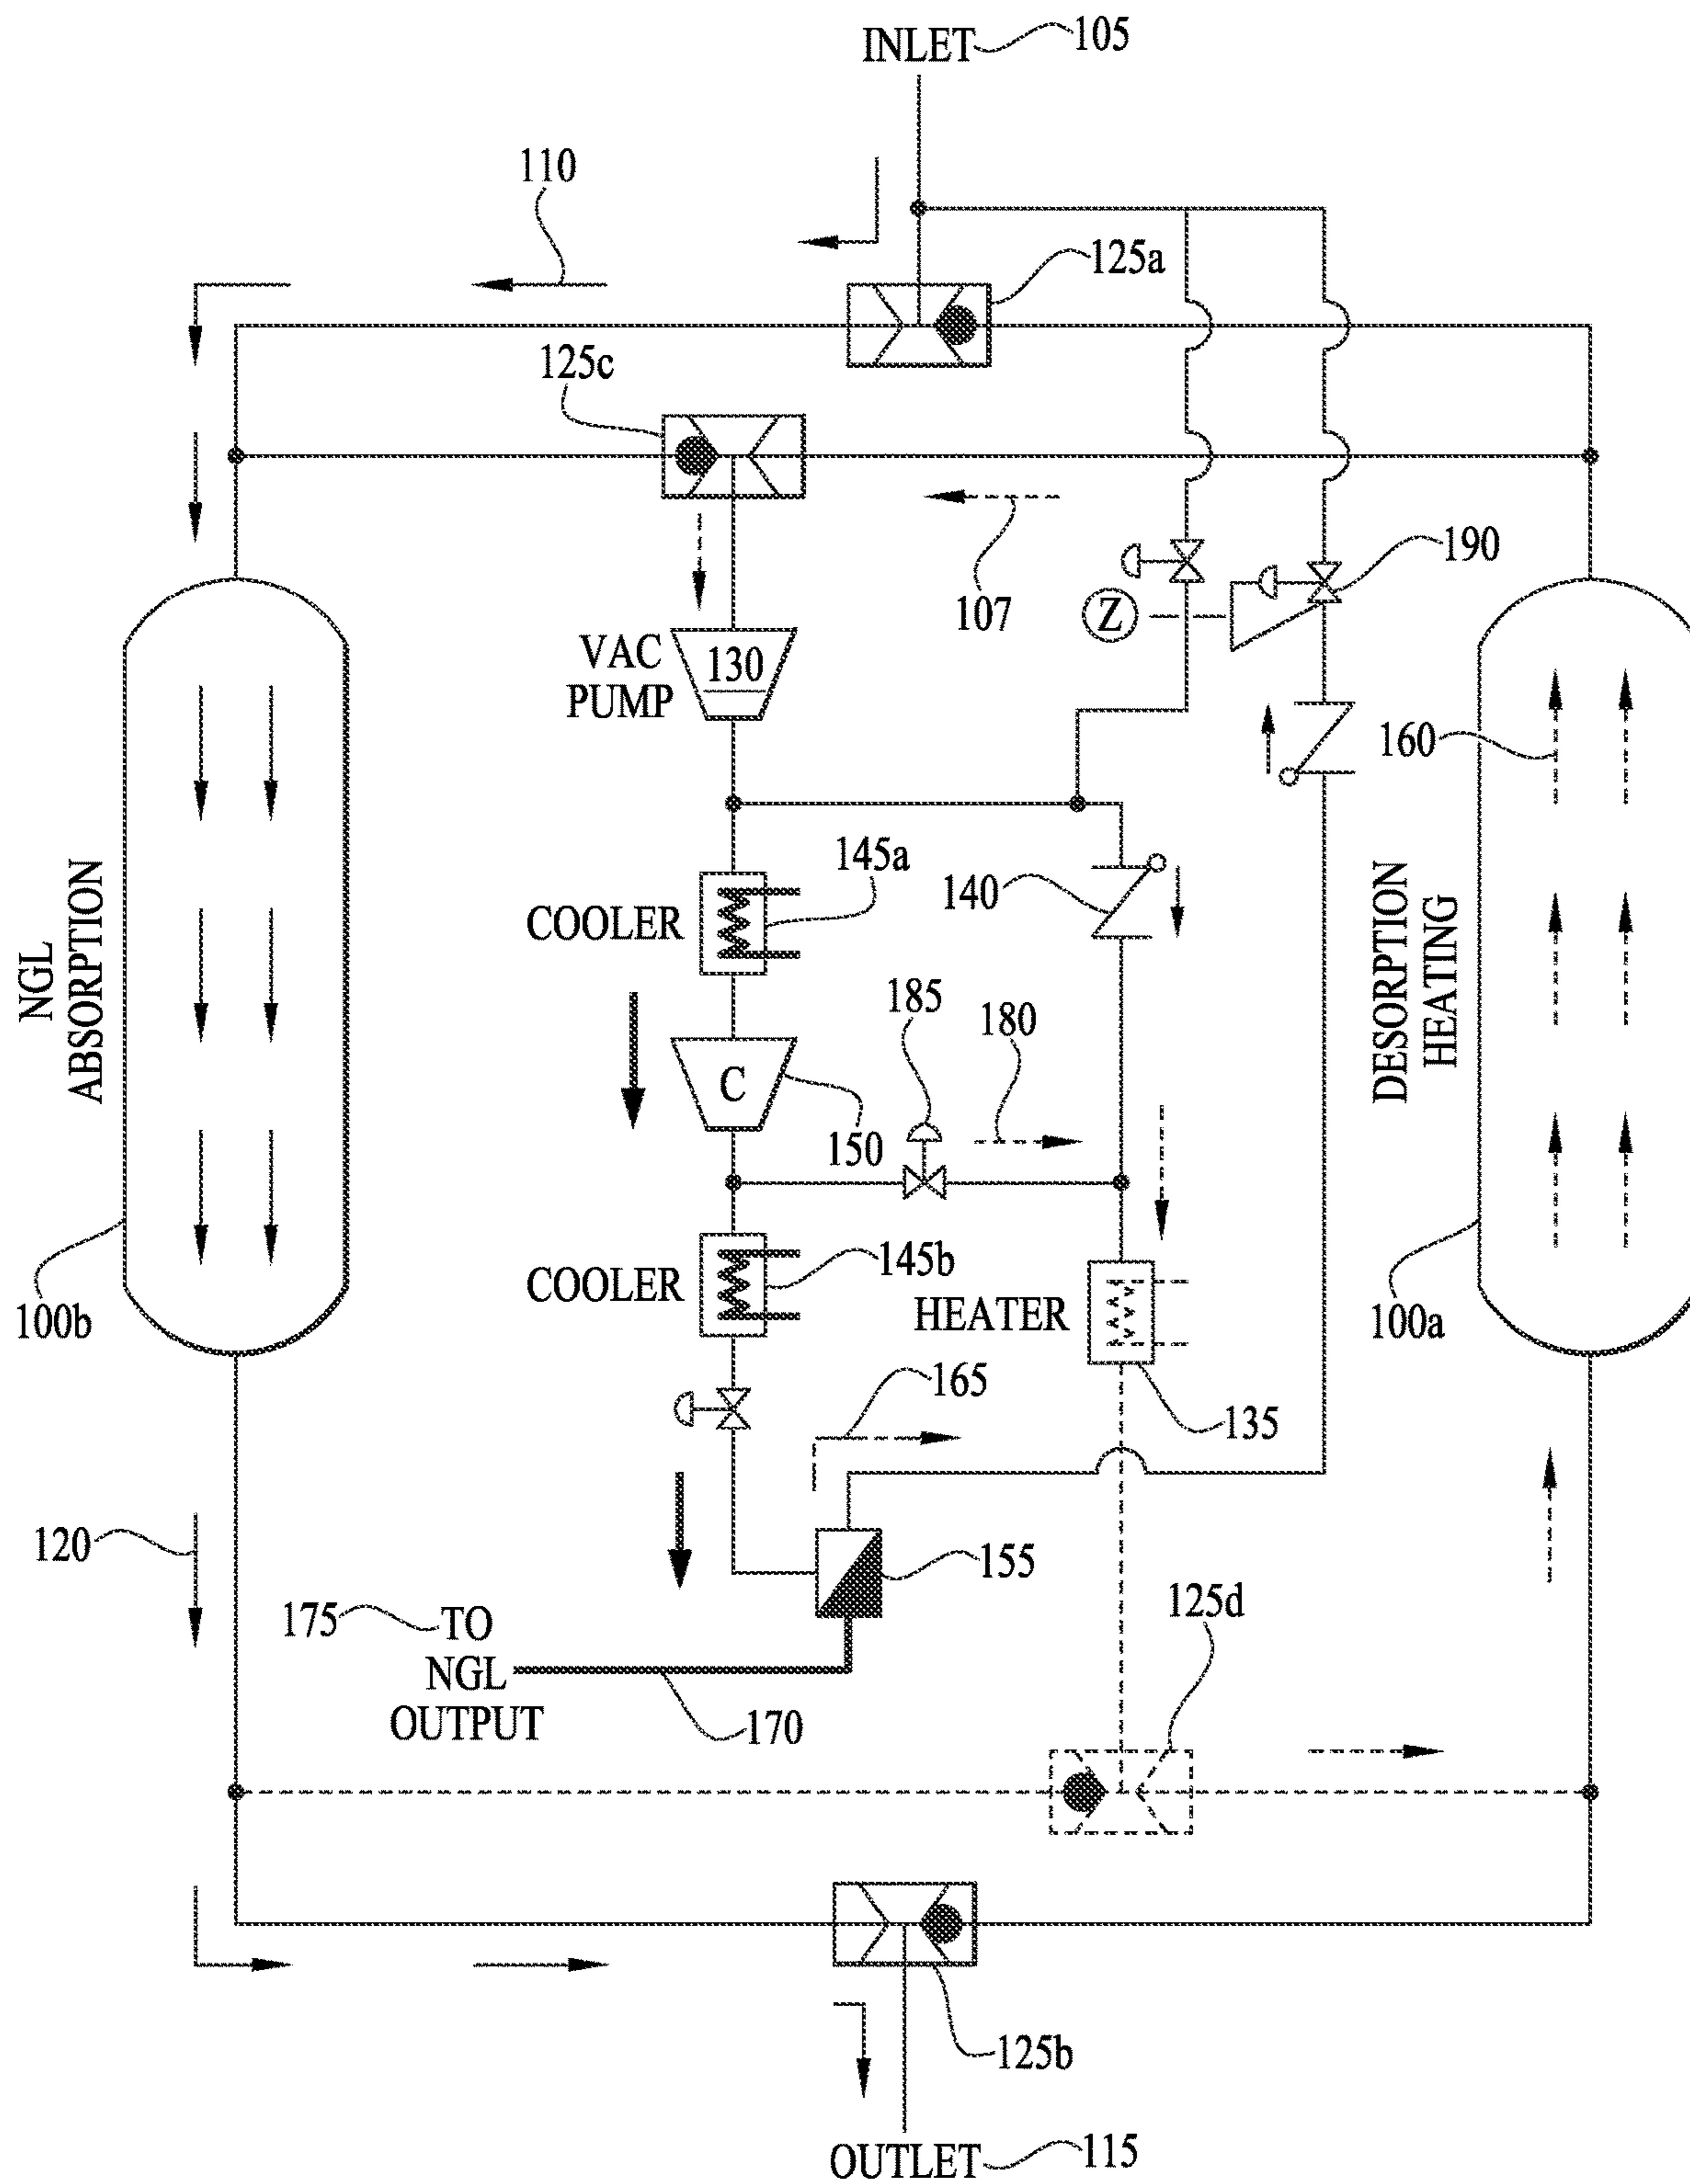 INLET 105
110
125a
125c
107
190
Z
VAC
PUMP
130
160
NGL
ABSORPTION
COOLER
145a
140
DESORPTION
HEATING
185
180
C
150
COOLER
145b
HEATER
100b
100a
165
135
120
155
175 TO
NGL
OUTPUT
170
125d
125b
OUTLET 115